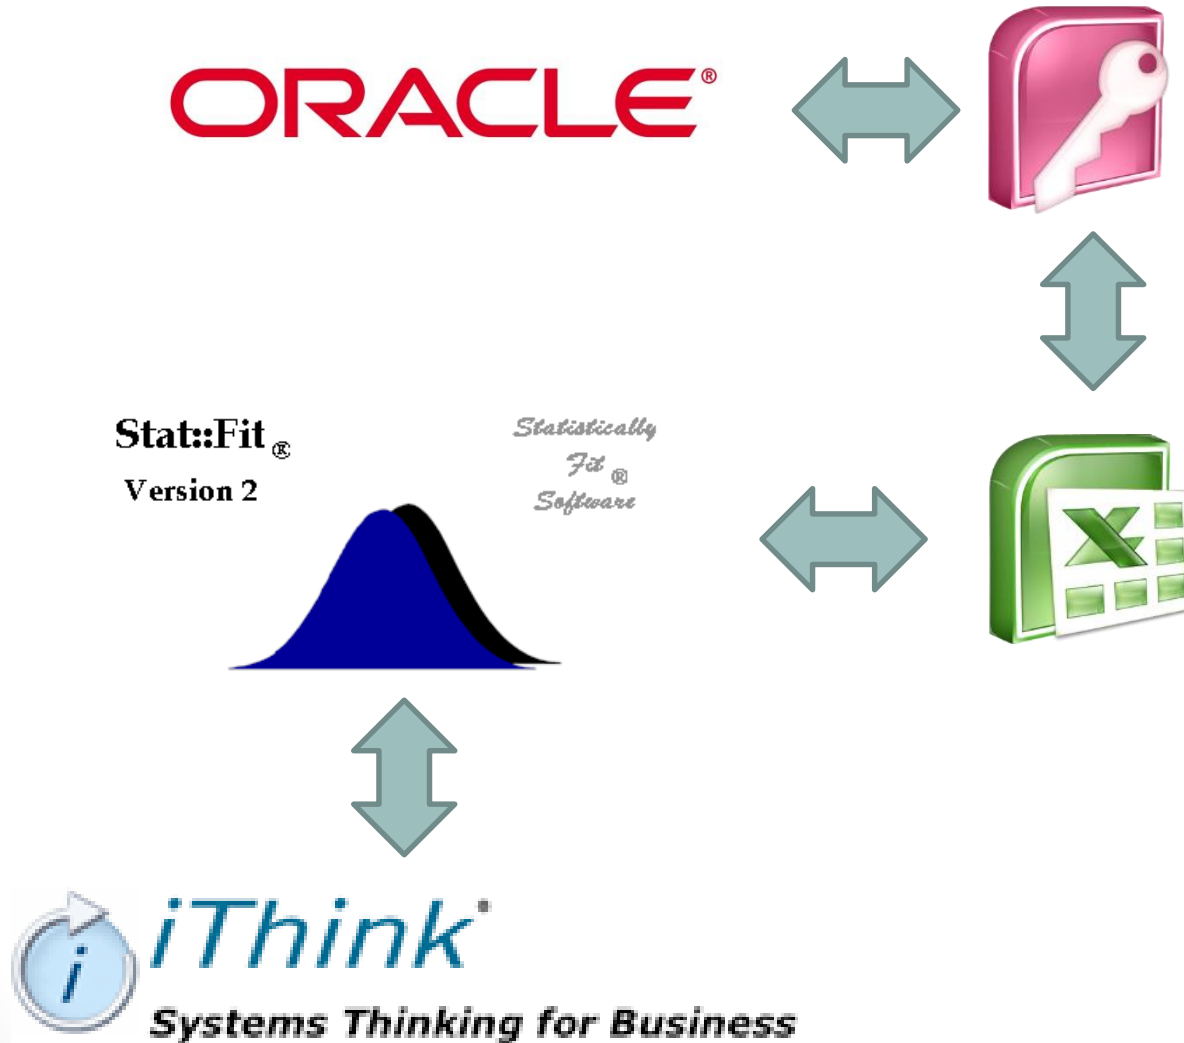 ORACLE®
Stat::Fit ®
Version 2
Statistically
Fit ®
Software
i
iThink
Systems Thinking for Business